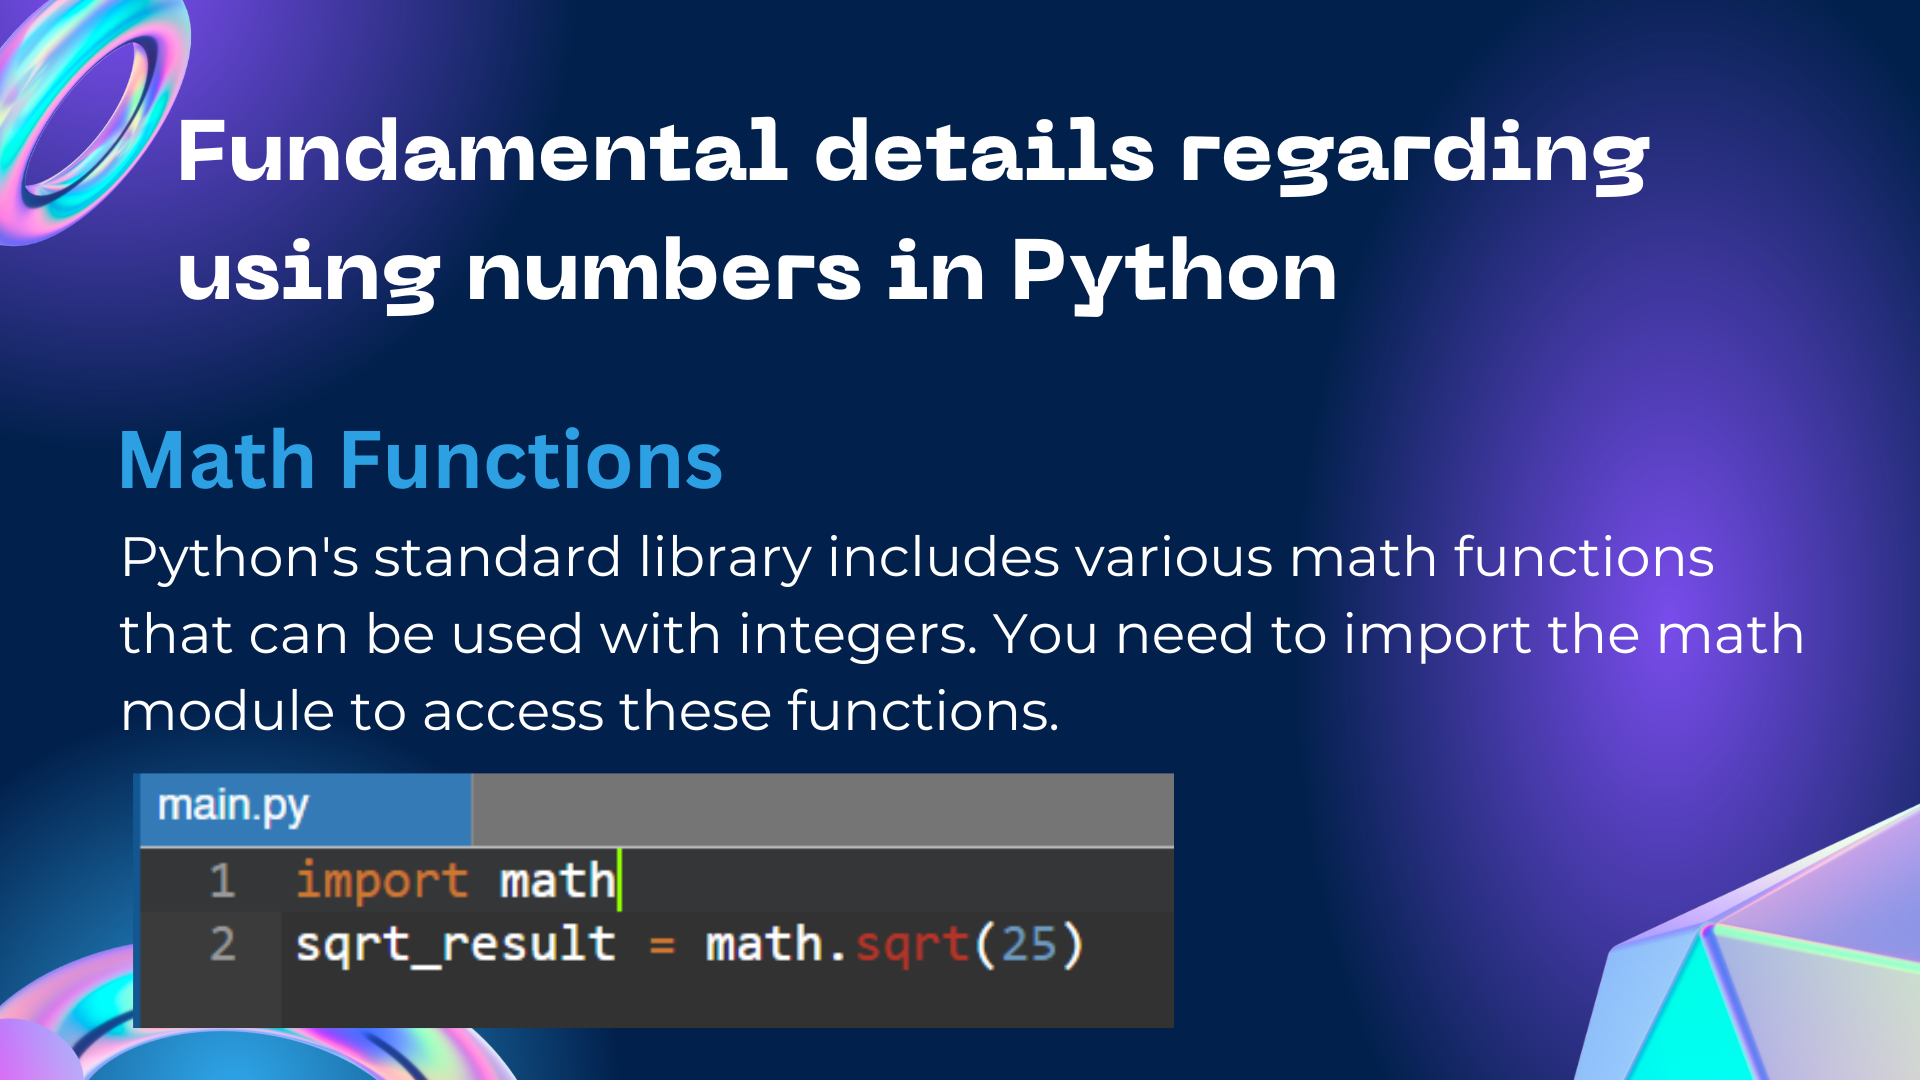 Fundamental details regarding
using numbers in Python
Math Functions
Python's standard library includes various math functions
that can be used with integers. You need to import the math
module to access these functions.
main.py
1 import math
2 sqrt_result = math.sqrt(25)